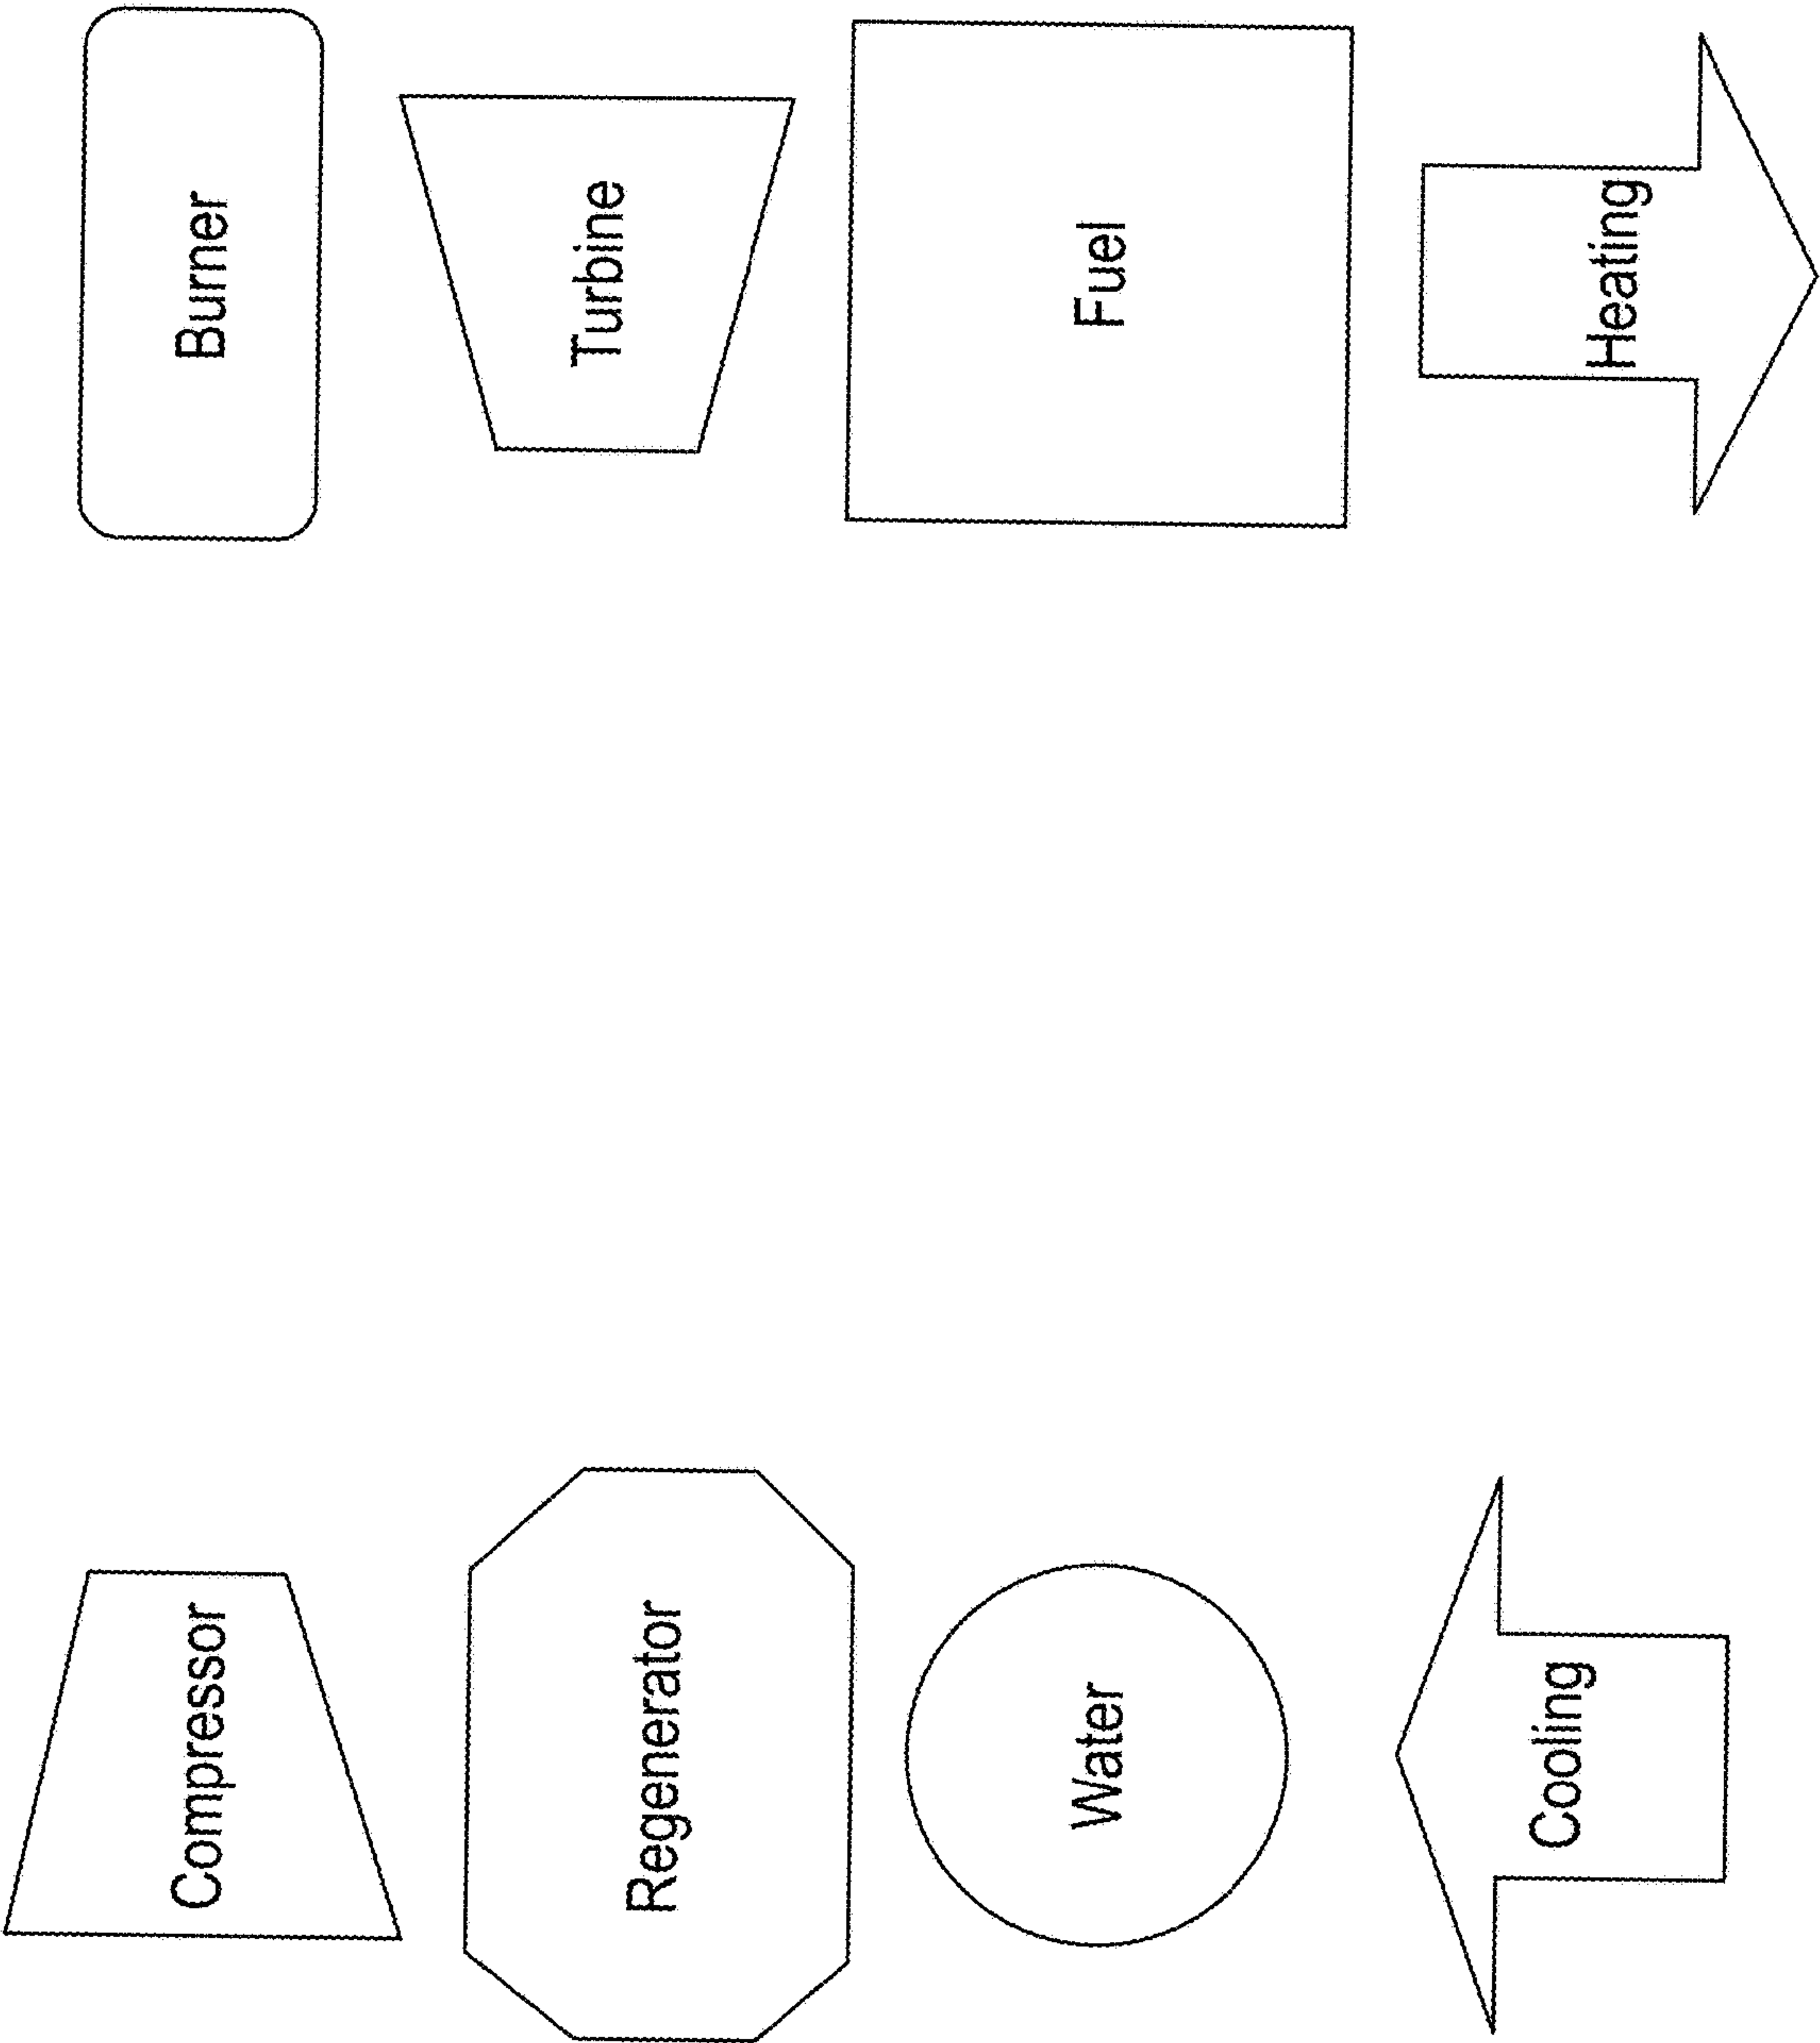 Compressor
Burner
Regenerator
Turbine
Water
Fuel
Cooling
Heating